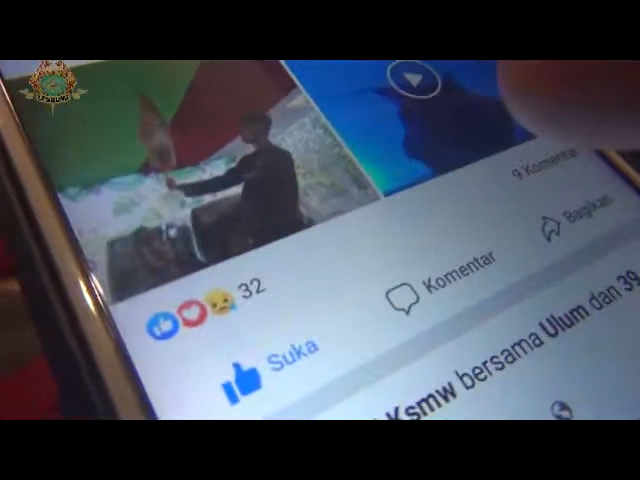 9 Komentar
32
Suka
Komentar
Bagikan
Ksmw bersama Ulum dan 39